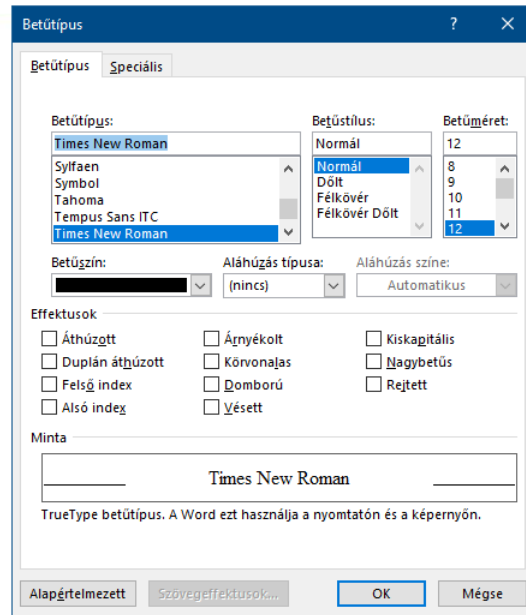 Betűtípus ?
Betűtípus Speciális
Betűtípus: Betűstílus: Betűméret:
Times New Roman Normál 12
Sylfaen Normál 8
Symbol Dőlt 9
Tahoma Félkövér 10
Tempus Sans ITC Félkövér Dőlt 11
Times New Roman 12
Betűszín: Aláhúzás típusa: Aláhúzás színe:
(nincs) Automatikus
Effektusok
Áthúzott Árnyékolt Kiskapitális
Duplán áthúzott Körvonalas Nagybetűs
Felső index Domború Rejtett
Alsó index Vésett
Minta
Times New Roman
TrueType betűtípus. A Word ezt használja a nyomtatón és a képernyőn.
Alapértelmezett Szövegeffektusok... OK Mégse